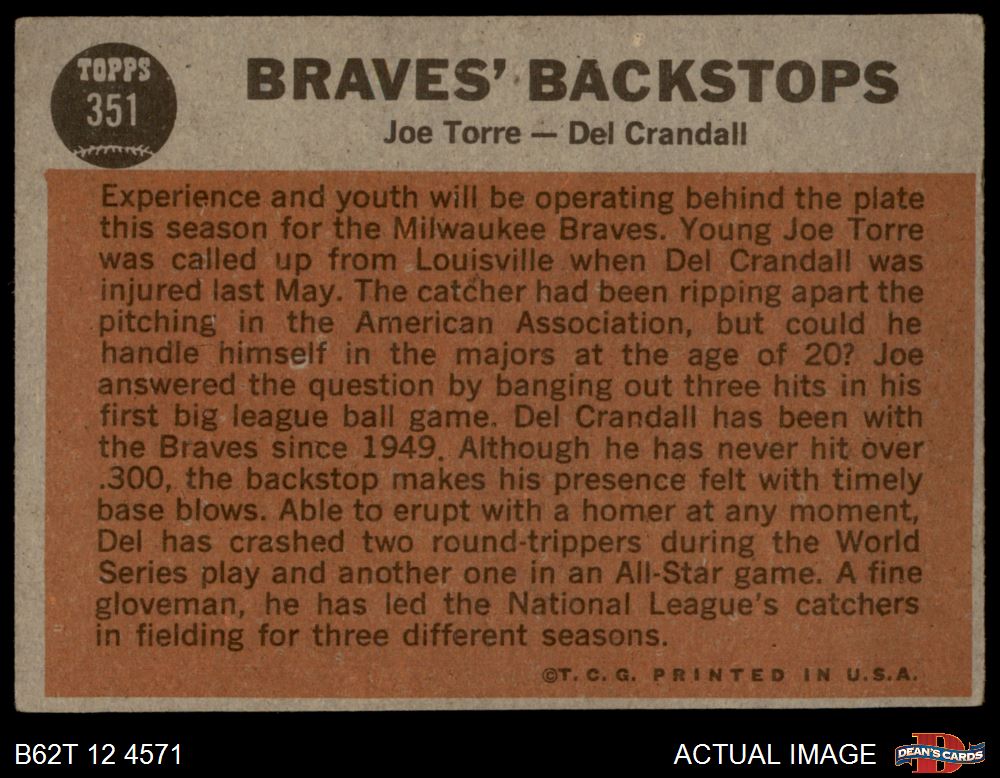 TOPPS
351
BRAVES' BACKSTOPS
Joe Torre — Del Crandall
Experience and youth will be operating behind the plate
this season for the Milwaukee Braves. Young Joe Torre
was called up from Louisville when Del Crandall was
injured last May. The catcher had been ripping apart the
pitching in the American Association, but could he
handle himself in the majors at the age of 20? Joe
answered the question by banging out three hits in his
first big league ball game. Del Crandall has been with
the Braves since 1949. Although he has never hit over
.300, the backstop makes his presence felt with timely
base blows. Able to erupt with a homer at any moment,
Del has crashed two round-trippers during the World
Series play and another one in an All-Star game. A fine
gloveman, he has led the National League's catchers
in fielding for three different seasons.
©T. C. G. PRINTED IN U.S.A.
B62T 12 4571
ACTUAL IMAGE
DEAN'S CARDS